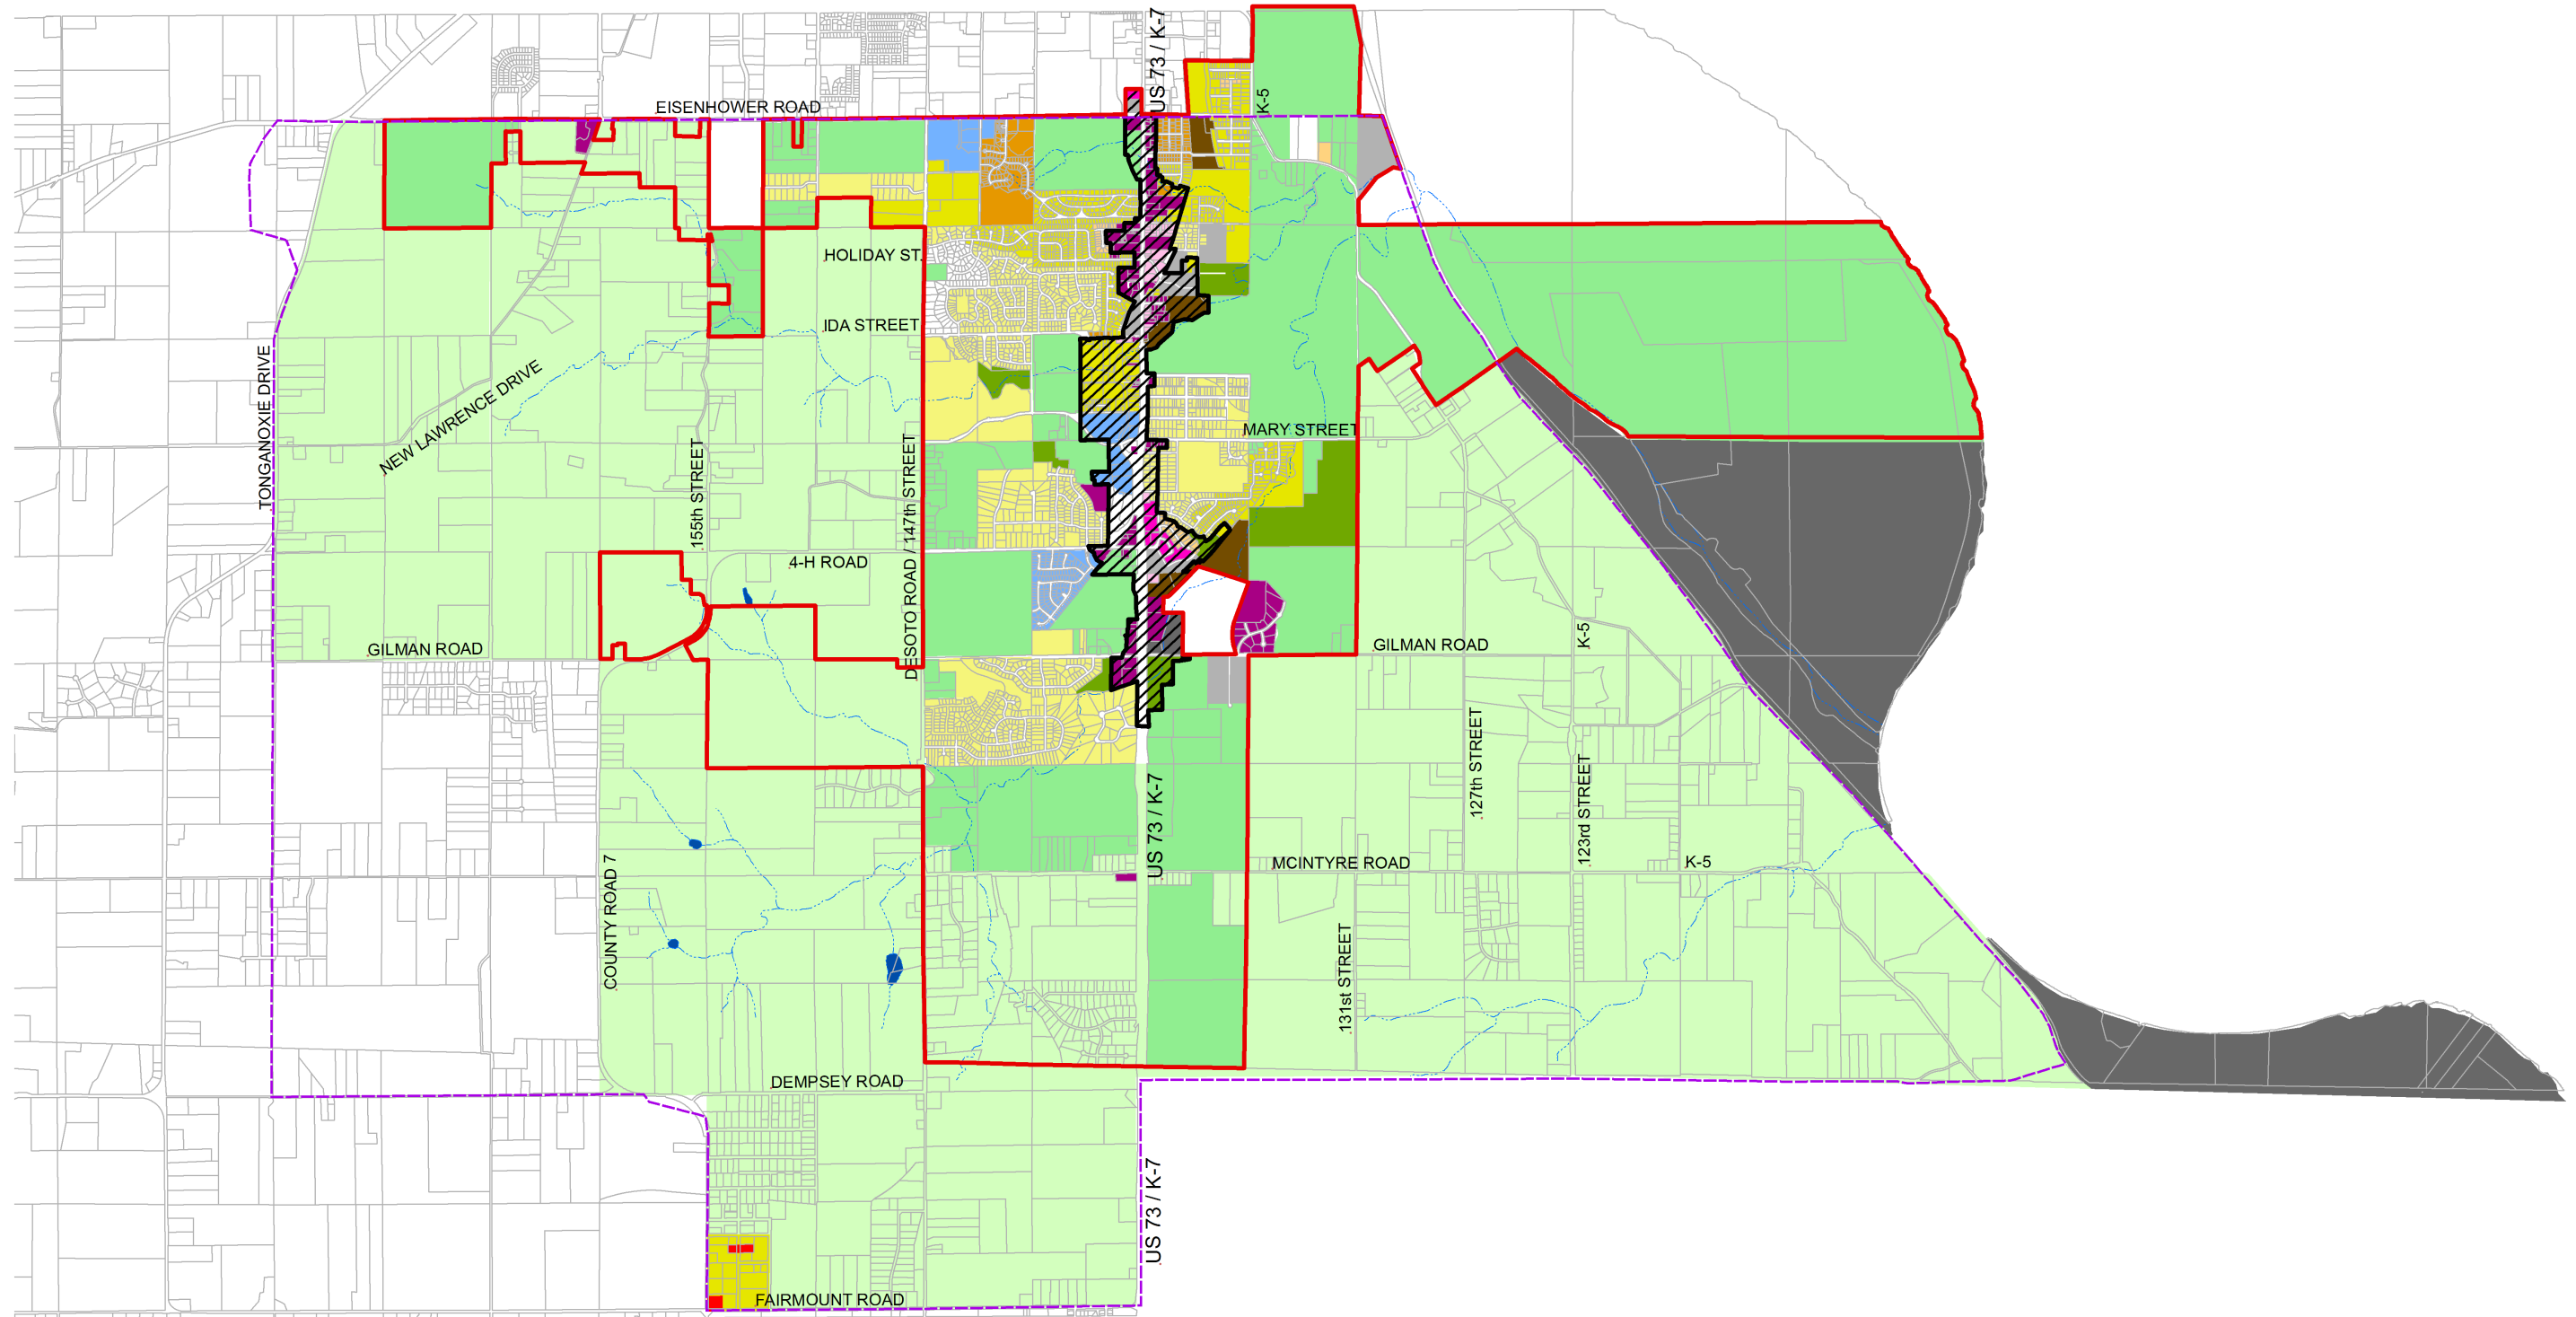 US 73 / K-7
EISENHOWER ROAD
K-5
HOLIDAY ST.
IDA STREET
TONGANOXIE DRIVE
NEW LAWRENCE DRIVE
155th STREET
DESOTO ROAD / 147th STREET
MARY STREET
4-H ROAD
GILMAN ROAD
GILMAN ROAD
K-5
127th STREET
123rd STREET
US 73 / K-7
MCINTYRE ROAD
K-5
COUNTY ROAD 7
131st STREET
DEMPSEY ROAD
US 73 / K-7
FAIRMOUNT ROAD